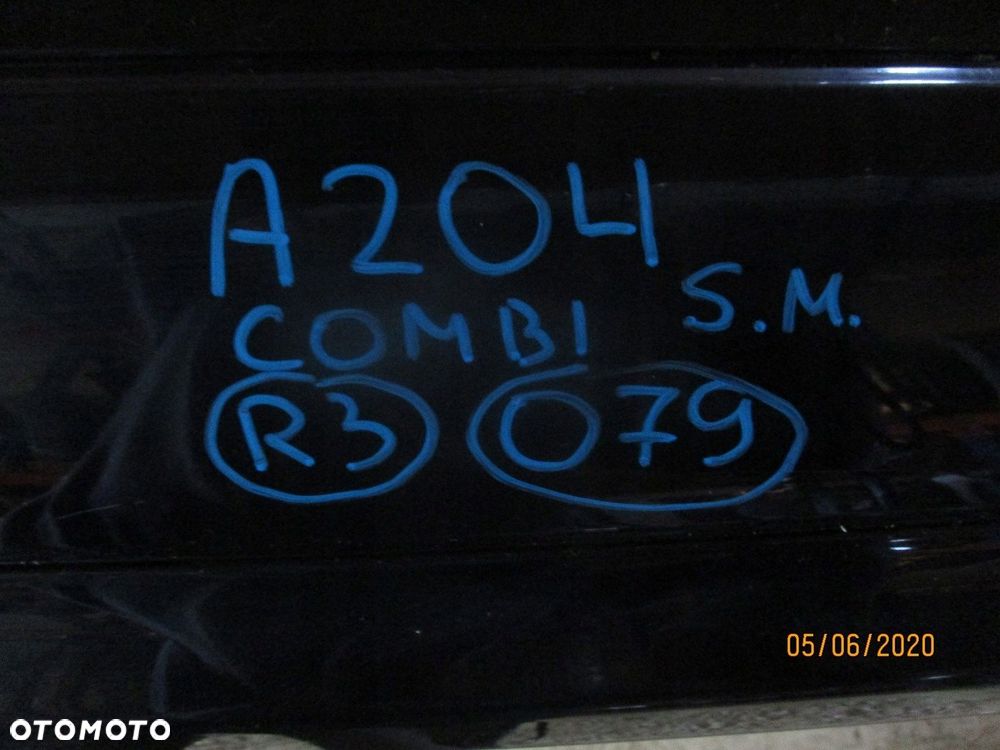 A204
COMBI S.M.
R3 079
05/06/2020
OTOMOTO